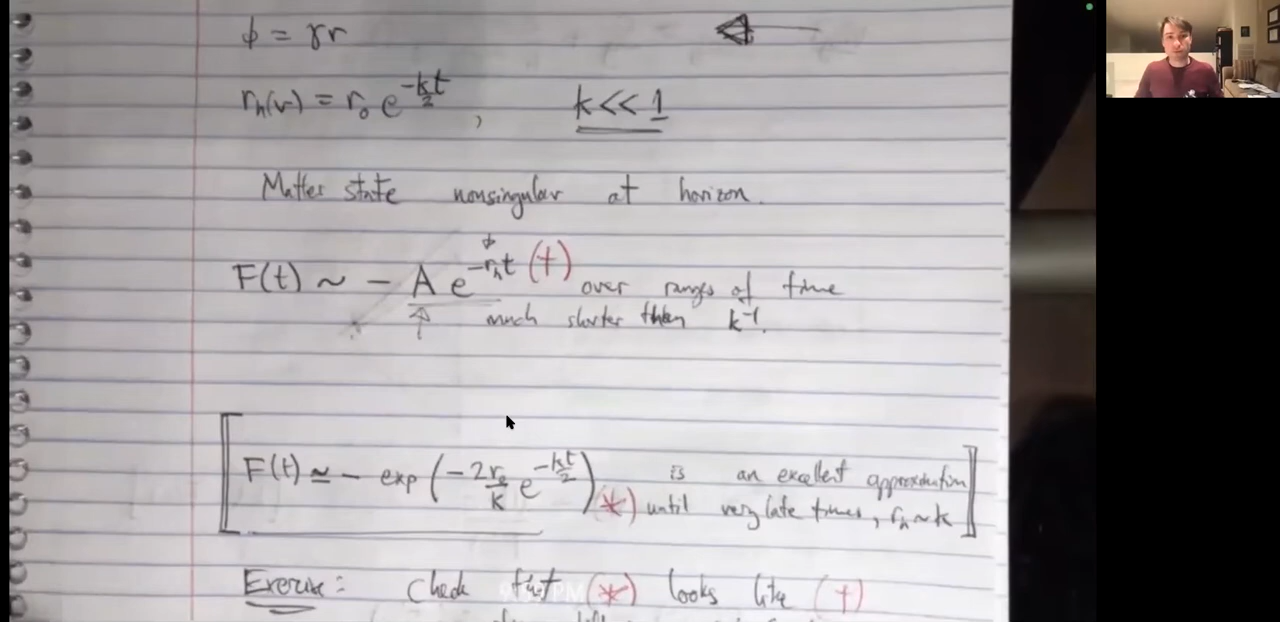 ϕ = γr
r_h(v) = r_0 e^{-kt/2}, k << 1
Matter state nonsingular at horizon.
F(t) ~ - A e^{-r_h t} (†) over ranges of time
much shorter than k^{-1}.
F(t) ≃ - exp(-2r_0/k e^{-kt/2}) (*) is an excellent approximation
until very late times, r_h ~ k
Exercise: Check that (*) looks like (†)